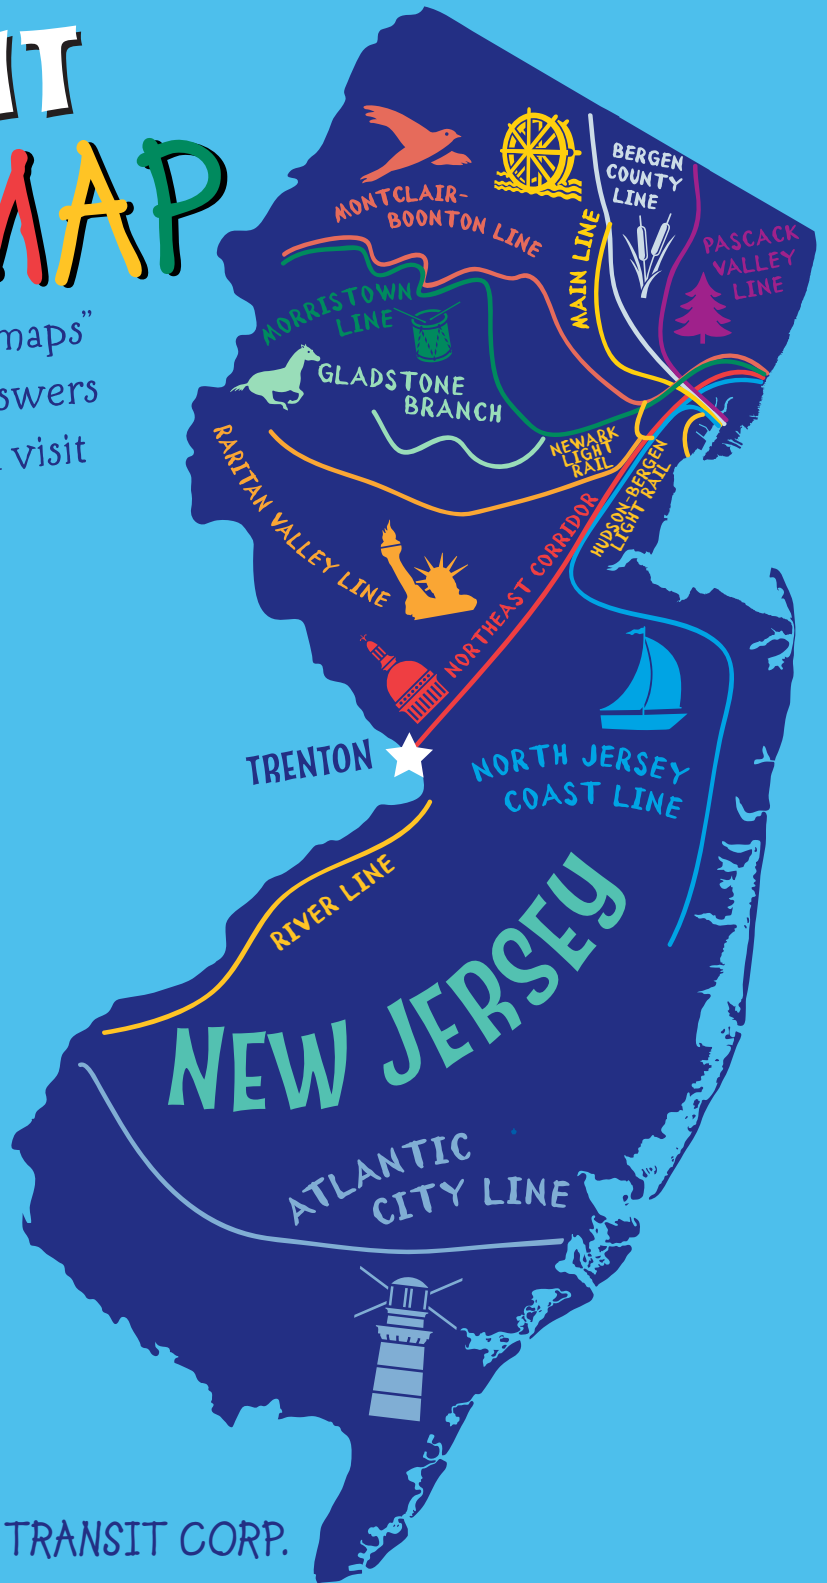 IT
MAP
maps”
swers
visit
BERGEN
COUNTY
LINE
MONTCLAIR-
BOONTON LINE
MAIN LINE
PASCACK
VALLEY
LINE
MORRISTOWN
LINE
GLADSTONE
BRANCH
NEWARK
LIGHT
RAIL
HUDSON-BERGEN
LIGHT RAIL
RARITAN VALLEY LINE
NORTHEAST CORRIDOR
TRENTON
NORTH JERSEY
COAST LINE
RIVER LINE
NEW JERSEY
ATLANTIC
CITY LINE
TRANSIT CORP.